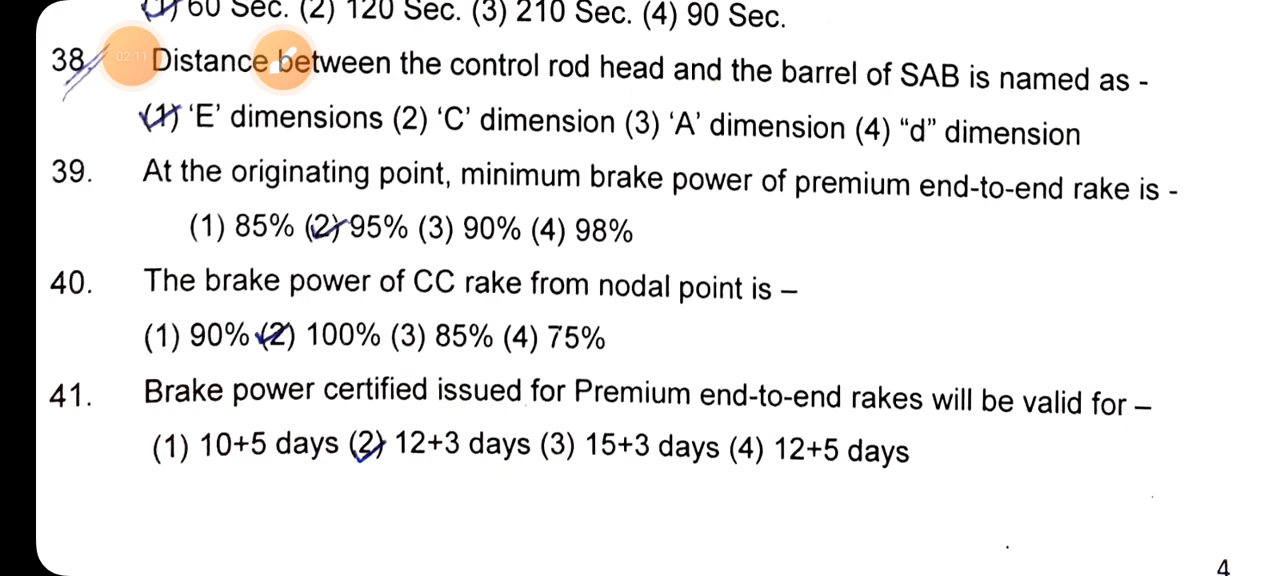 (1) 60 Sec. (2) 120 Sec. (3) 210 Sec. (4) 90 Sec.
38. 02:11 Distance between the control rod head and the barrel of SAB is named as -
(1) 'E' dimensions (2) 'C' dimension (3) 'A' dimension (4) “d” dimension
39. At the originating point, minimum brake power of premium end-to-end rake is -
(1) 85% (2) 95% (3) 90% (4) 98%
40. The brake power of CC rake from nodal point is –
(1) 90% (2) 100% (3) 85% (4) 75%
41. Brake power certified issued for Premium end-to-end rakes will be valid for –
(1) 10+5 days (2) 12+3 days (3) 15+3 days (4) 12+5 days
4